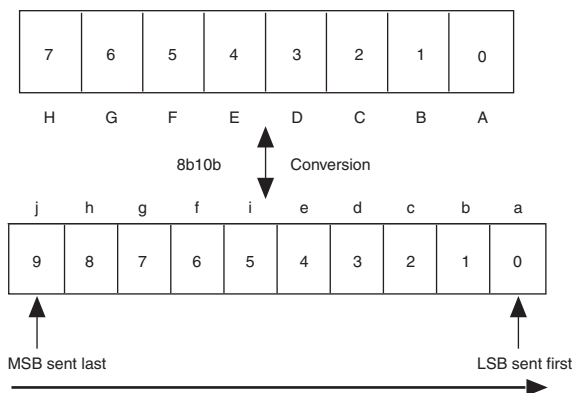 7 6 5 4 3 2 1 0
H G F E D C B A
8b10b Conversion
j h g f i e d c b a
9 8 7 6 5 4 3 2 1 0
MSB sent last LSB sent first